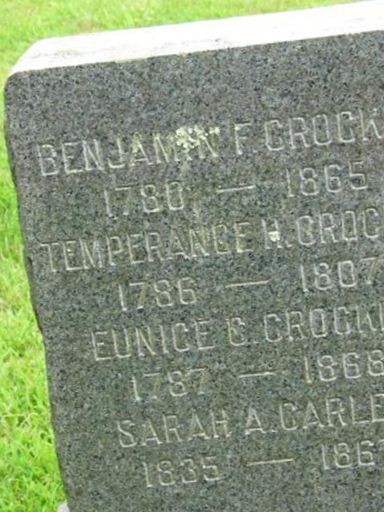 BENJAMIN F CROCK
1780 — 1865
TEMPERANCE H. CROC
1786 — 1807
EUNICE C. CROCK
1787 — 1868
SARAH A. CARLE
1835 — 186